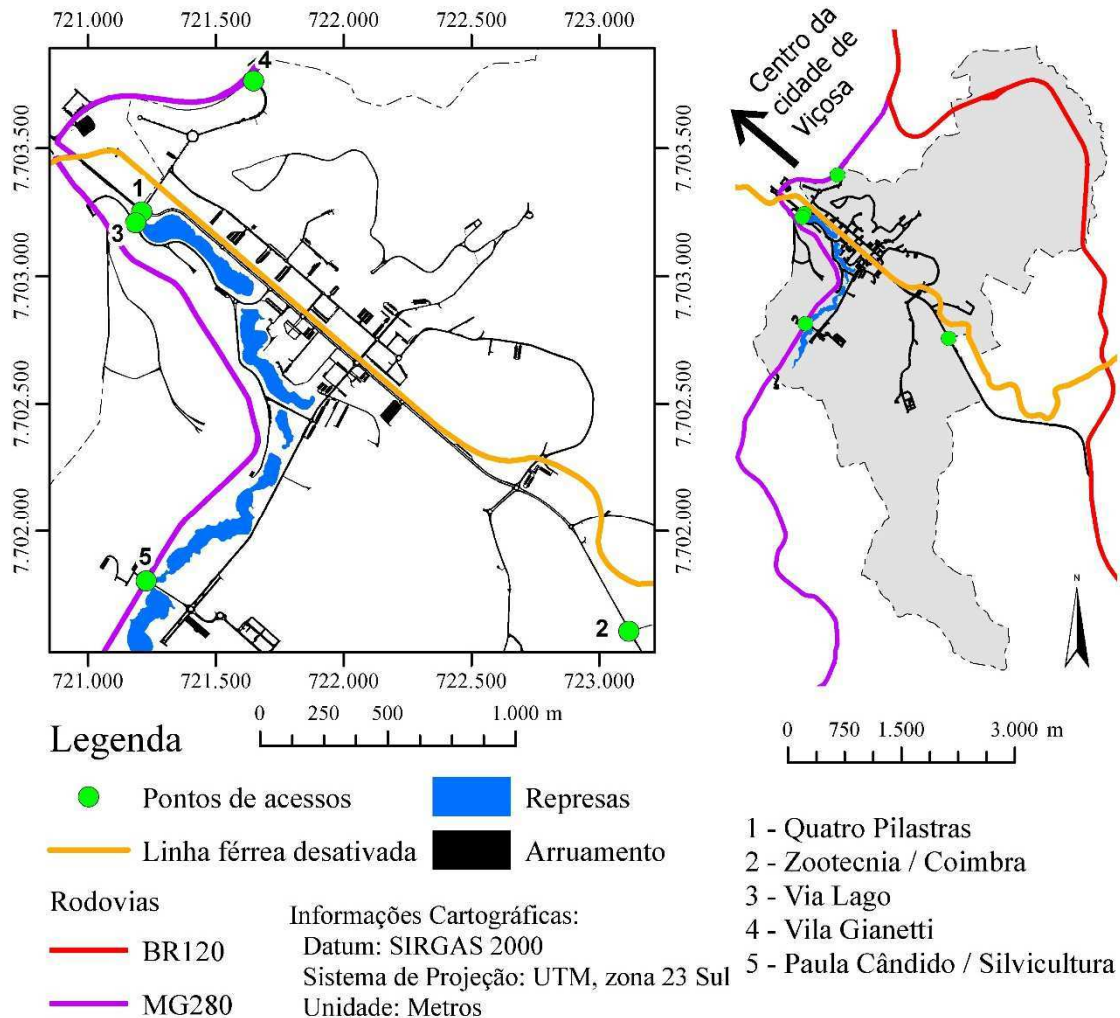 721.000 721.500 722.000 722.500 723.000
7.703.500
7.703.000
7.702.500
7.702.000
4
1
3
5
2
7.703.500
7.703.000
7.702.500
7.702.000
721.000 721.500 722.000 722.500 723.000
0 250 500 1.000 m
Centro da
cidade de
Viçosa
N
0 750 1.500 3.000 m
Legenda
Pontos de acessos
Represas
Linha férrea desativada
Arruamento
Rodovias
BR120
MG280
Informações Cartográficas:
Datum: SIRGAS 2000
Sistema de Projeção: UTM, zona 23 Sul
Unidade: Metros
1 - Quatro Pilastras
2 - Zootecnia / Coimbra
3 - Via Lago
4 - Vila Gianetti
5 - Paula Cândido / Silvicultura